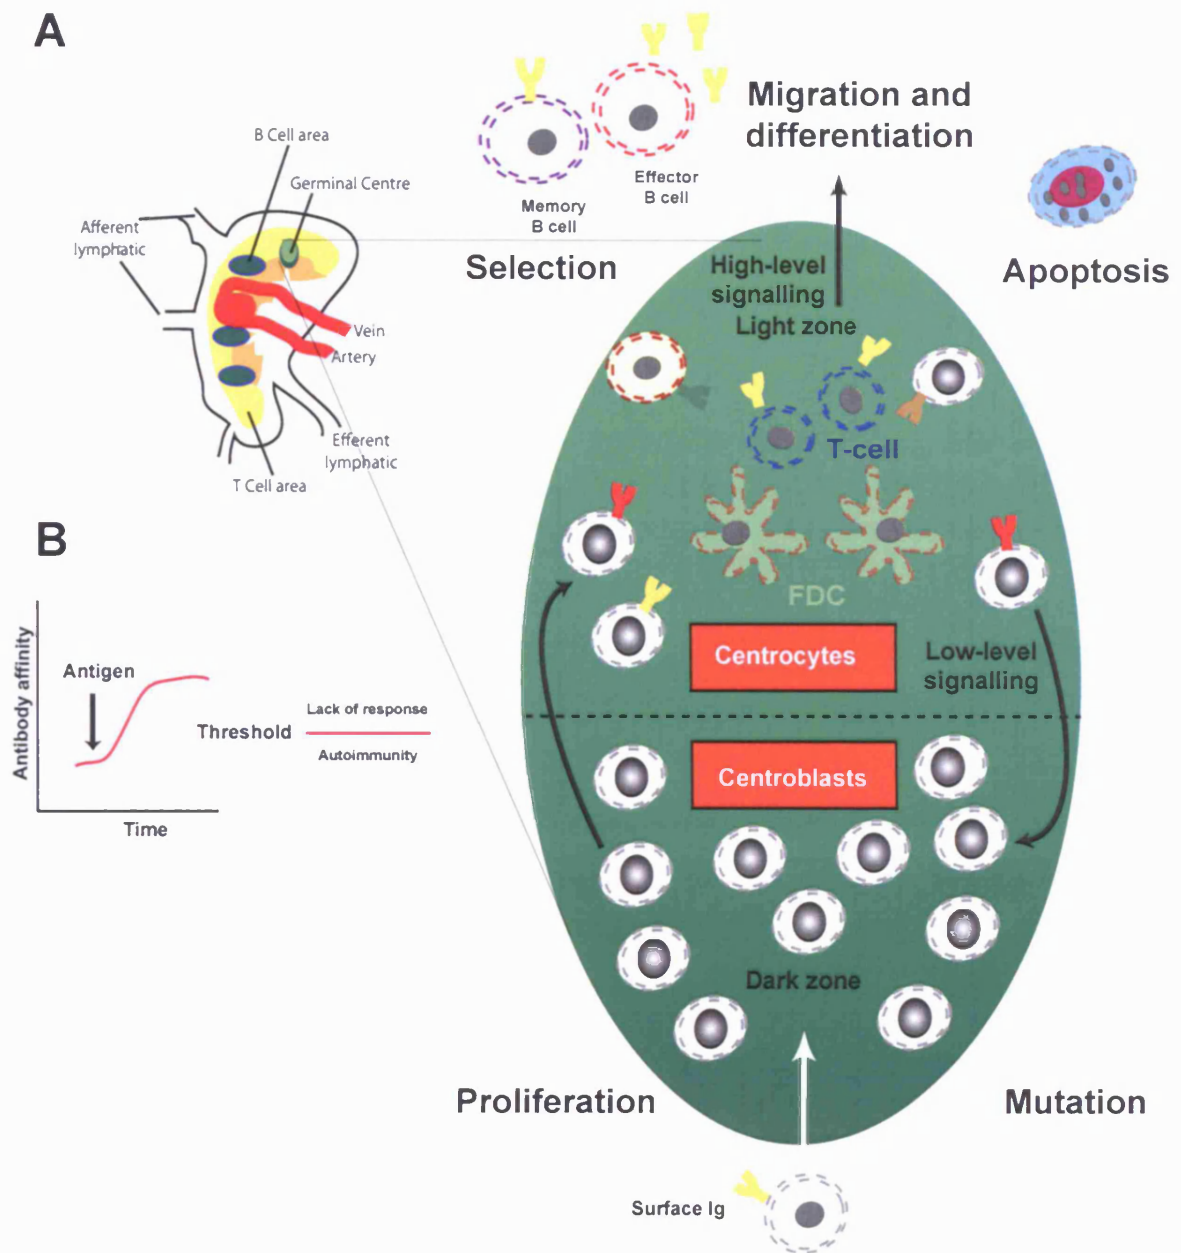 A
B Cell area
Germinal Centre
Afferent
lymphatic
Vein
Artery
Efferent
lymphatic
T Cell area
Memory
B cell
Effector
B cell
Migration and
differentiation
Selection
Apoptosis
High-level
signalling
Light zone
T-cell
FDC
Centrocytes
Low-level
signalling
Centroblasts
Dark zone
Proliferation
Mutation
Surface Ig
B
Antibody affinity
Antigen
Time
Threshold
Lack of response
Autoimmunity